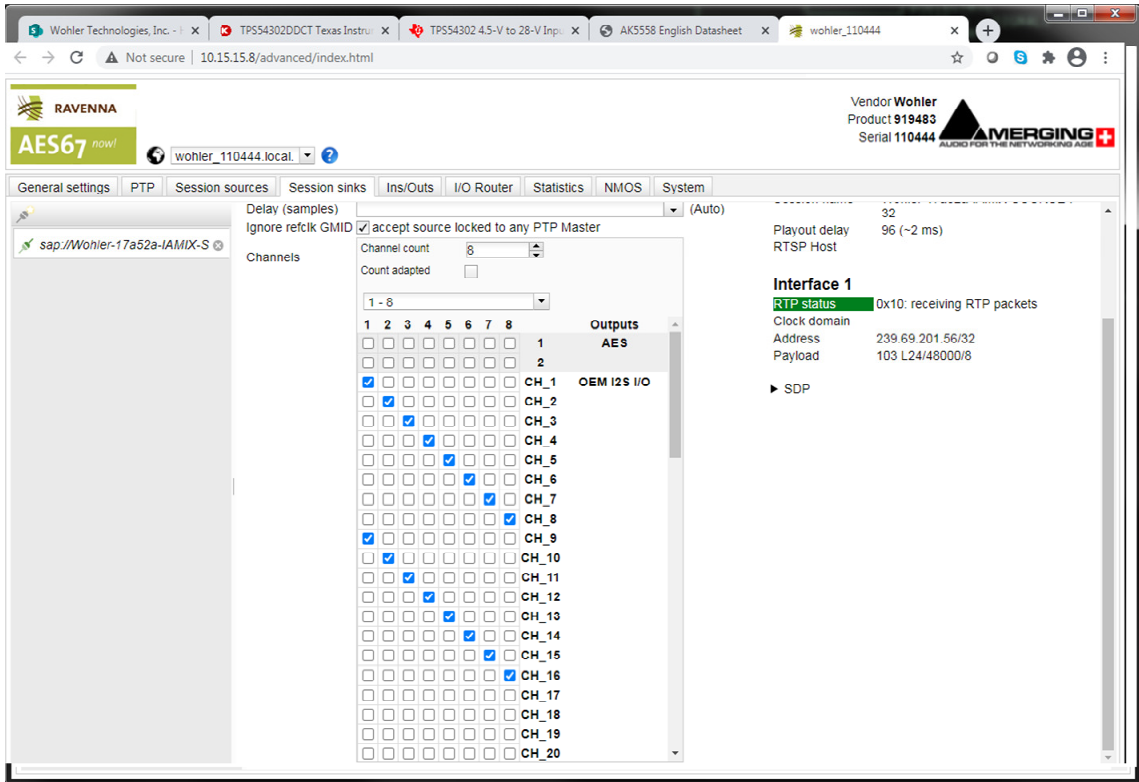 Wohler Technologies, Inc. - H
TPS54302DDCT Texas Instru
TPS54302 4.5-V to 28-V Inpu
AK5558 English Datasheet
wohler_110444
Not secure | 10.15.15.8/advanced/index.html
RAVENNA
AES67 now!
wohler_110444.local.
Vendor Wohler
Product 919483
Serial 110444
MERGING
AUDIO FOR THE NETWORKING AGE
General settings PTP Session sources Session sinks Ins/Outs I/O Router Statistics NMOS System
sap://Wohler-17a52a-IAMIX-S
Delay (samples) (Auto)
Ignore refclk GMID accept source locked to any PTP Master
Channels
Channel count 8
Count adapted
1 - 8
1 2 3 4 5 6 7 8 Outputs
1 AES
2
CH_1 OEM I2S I/O
CH_2
CH_3
CH_4
CH_5
CH_6
CH_7
CH_8
CH_9
CH_10
CH_11
CH_12
CH_13
CH_14
CH_15
CH_16
CH_17
CH_18
CH_19
CH_20
32
Playout delay 96 (~2 ms)
RTSP Host
Interface 1
RTP status 0x10: receiving RTP packets
Clock domain
Address 239.69.201.56/32
Payload 103 L24/48000/8
SDP